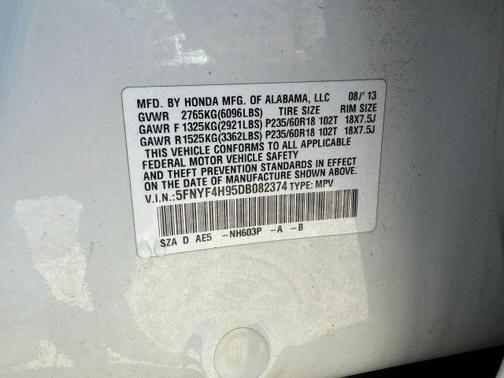 MFD. BY HONDA MFG. OF ALABAMA, LLC 08/'13
GVWR 2765KG(6096LBS) TIRE SIZE RIM SIZE
GAWR F 1325KG(2921LBS) P235/60R18 102T 18X7.5J
GAWR R1525KG(3362LBS) P235/60R18 102T 18X7.5J
THIS VEHICLE CONFORMS TO ALL APPLICABLE
FEDERAL MOTOR VEHICLE SAFETY, BUMPER,
AND THEFT PREVENTION STANDARDS IN EFFECT
ON THE DATE OF MANUFACTURE SHOWN ABOVE.
V.I.N.:5FNYF4H95DB082374 TYPE: MPV
SZA D AE5 -NH603P -A -B